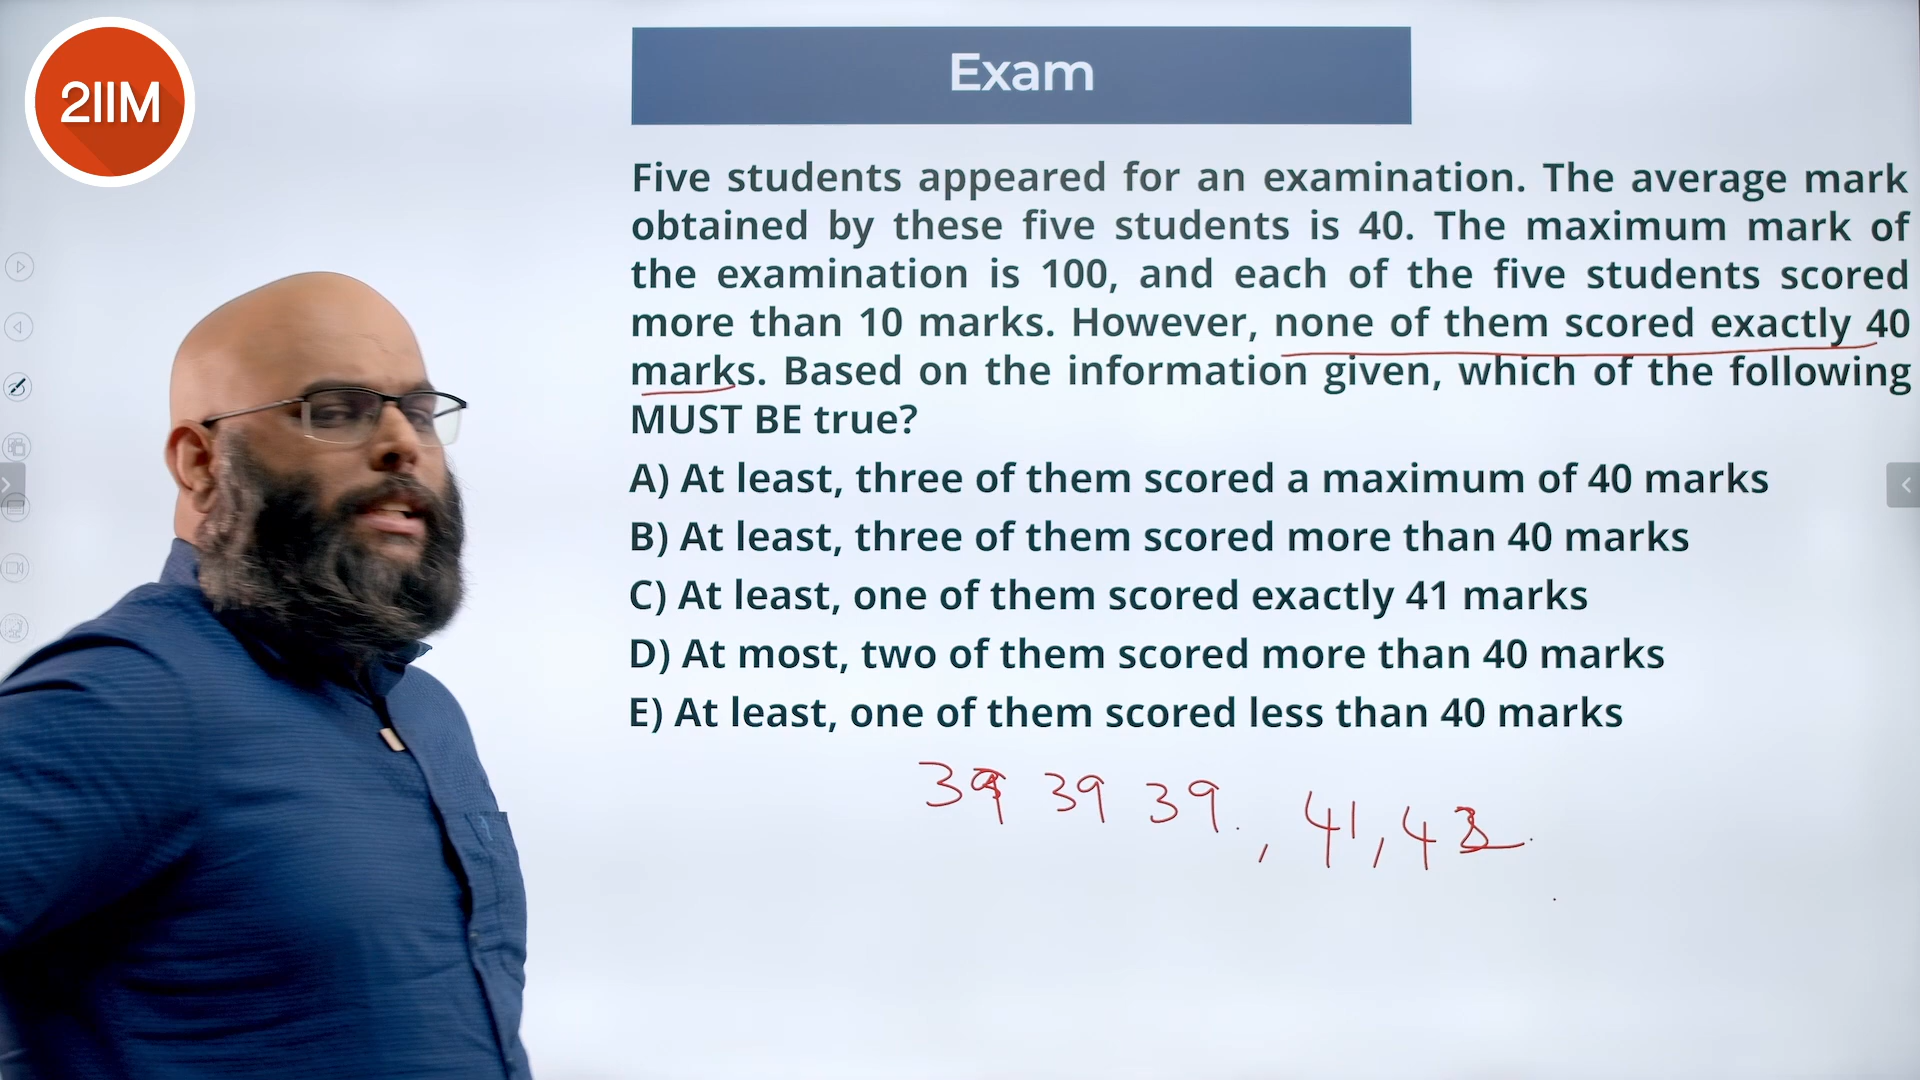 2IIM
Exam
Five students appeared for an examination. The average mark
obtained by these five students is 40. The maximum mark of
the examination is 100, and each of the five students scored
more than 10 marks. However, none of them scored exactly 40
marks. Based on the information given, which of the following
MUST BE true?
A) At least, three of them scored a maximum of 40 marks
B) At least, three of them scored more than 40 marks
C) At least, one of them scored exactly 41 marks
D) At most, two of them scored more than 40 marks
E) At least, one of them scored less than 40 marks
39 39 39 , 41,